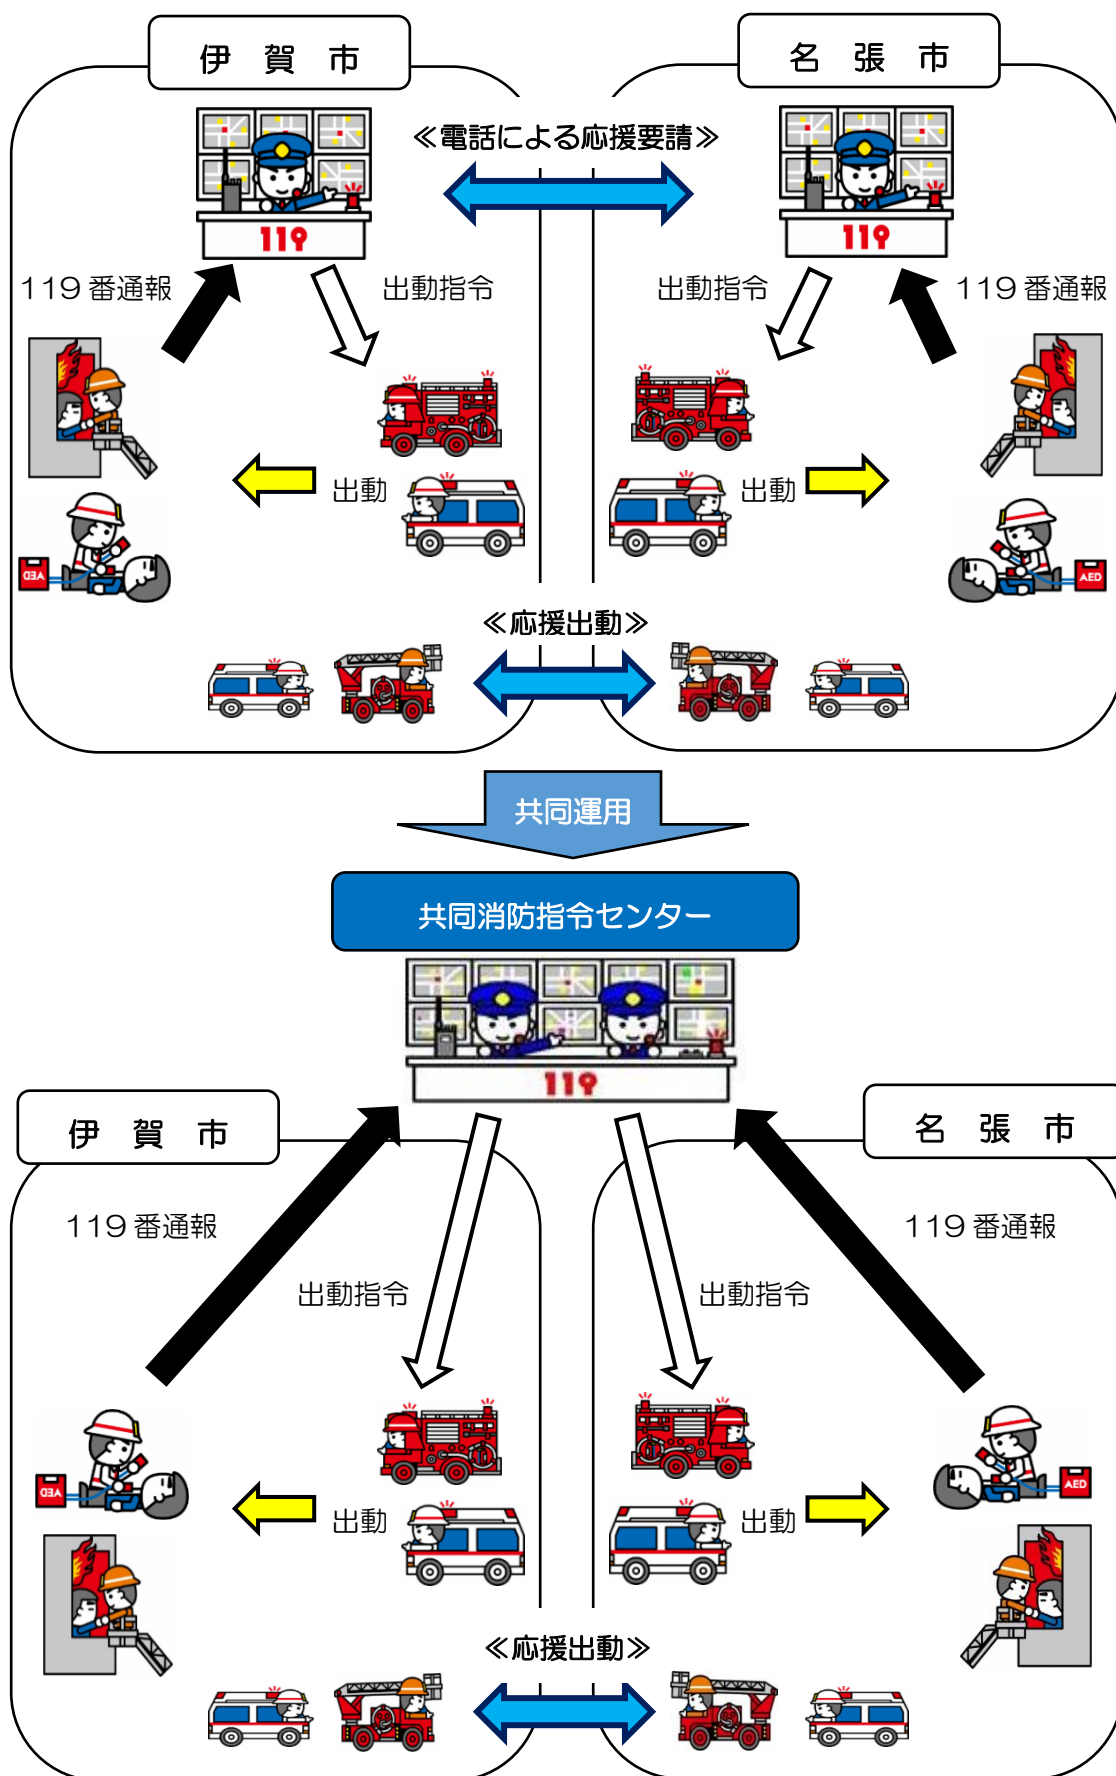 伊賀市
名張市
≪電話による応援要請≫
119
119
119番通報
出動指令
出動指令
119番通報
出動
出動
AED
AED
≪応援出動≫
共同運用
共同消防指令センター
119
伊賀市
名張市
119番通報
119番通報
出動指令
出動指令
AED
AED
出動
出動
≪応援出動≫